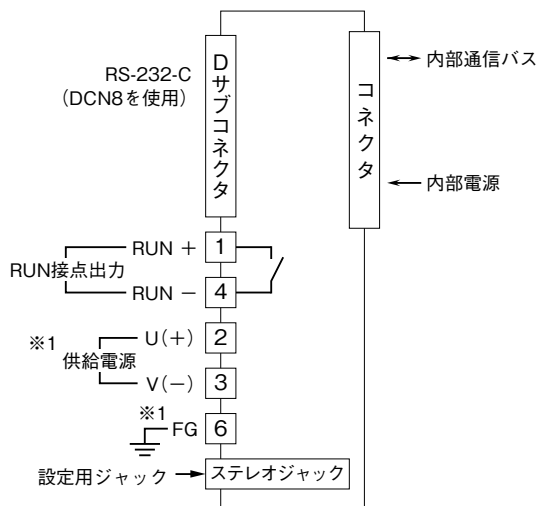 RS-232-C
（DCN8を使用）
Dサブコネクタ
コネクタ
内部通信バス
内部電源
RUN接点出力
RUN ＋
1
RUN －
4
※1
供給電源
U(＋)
2
V(－)
3
※1
FG
6
設定用ジャック
ステレオジャック